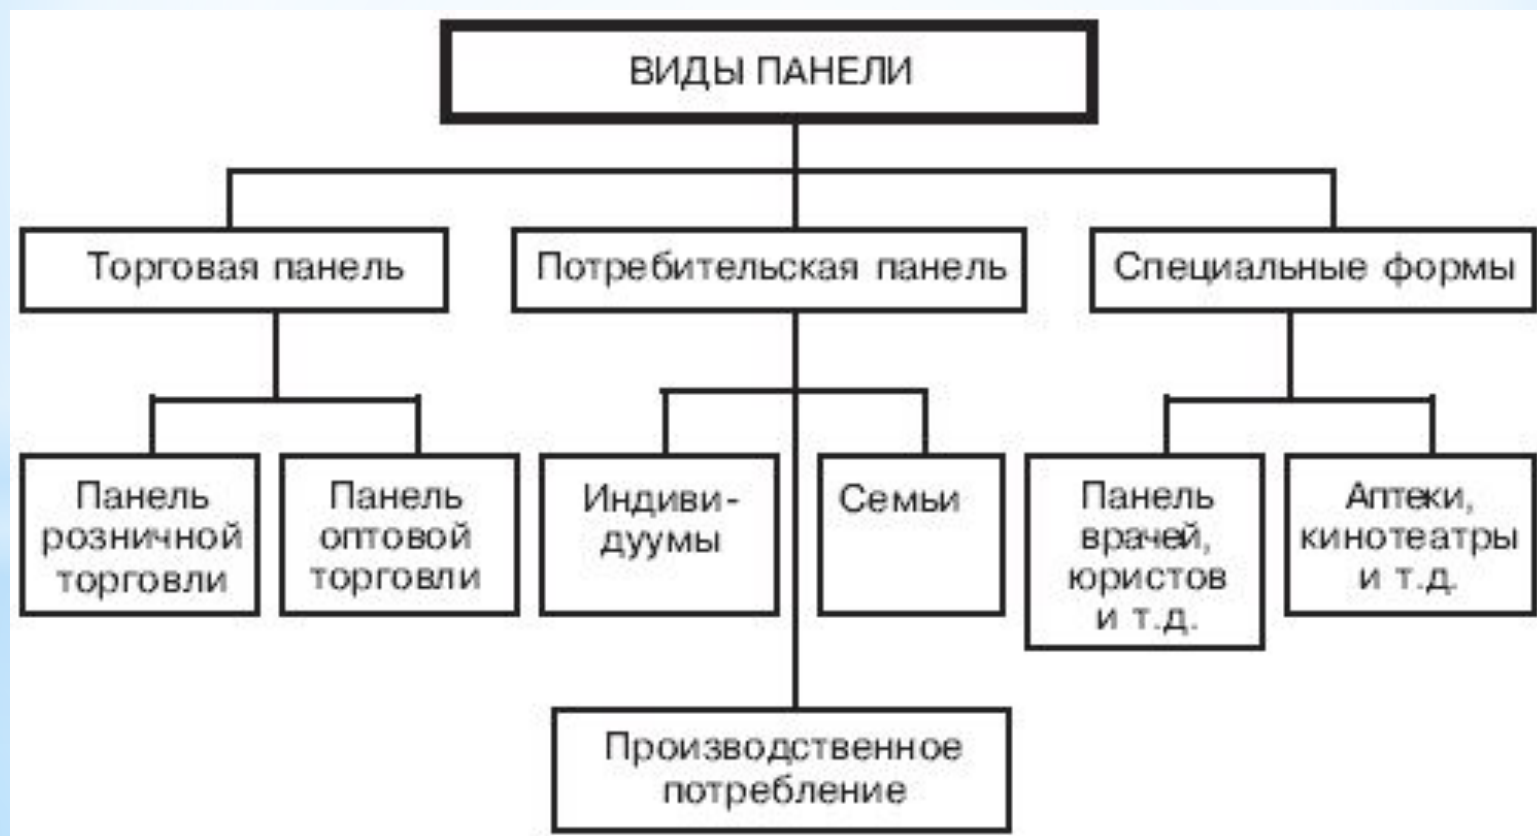 ВИДЫ ПАНЕЛИ
Торговая панель
Потребительская панель
Специальные формы
Панель
розничной
торговли
Панель
оптовой
торговли
Индиви-
дуумы
Семьи
Панель
врачей,
юристов
и т.д.
Аптеки,
кинотеатры
и т.д.
Производственное
потребление